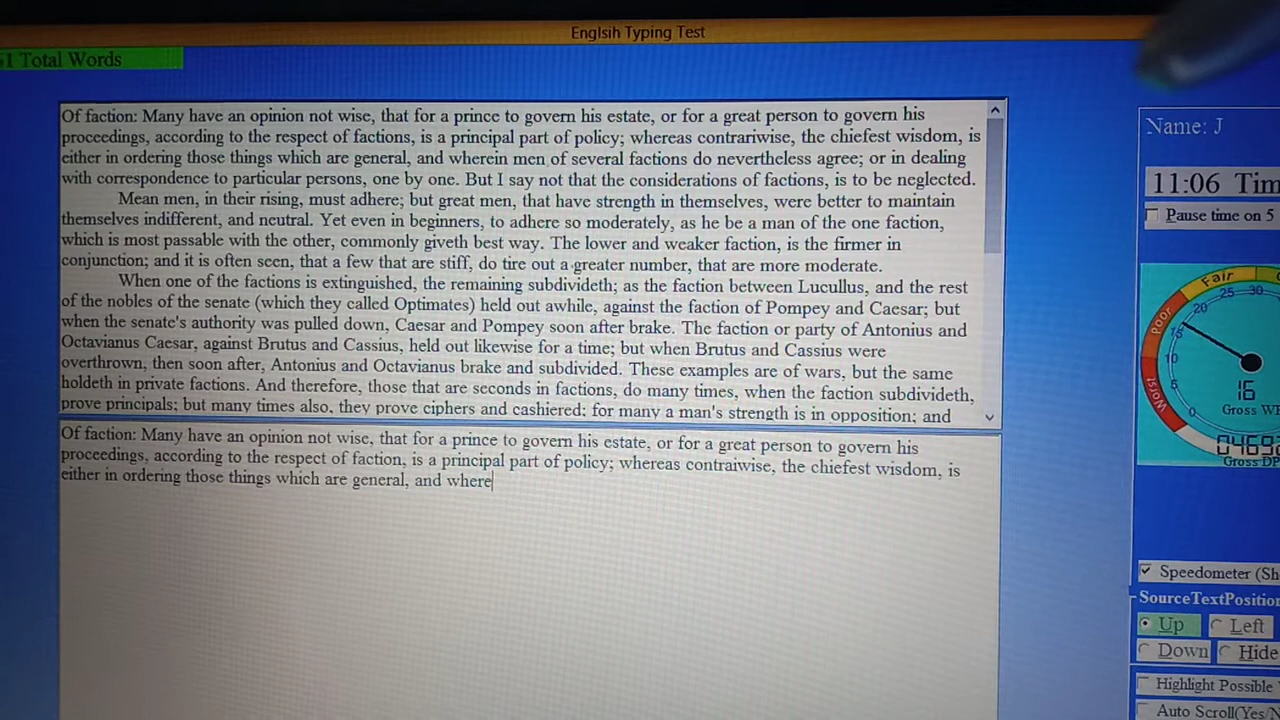 Englsih Typing Test
51 Total Words
Of faction: Many have an opinion not wise, that for a prince to govern his estate, or for a great person to govern his
proceedings, according to the respect of factions, is a principal part of policy; whereas contrariwise, the chiefest wisdom, is
either in ordering those things which are general, and wherein men of several factions do nevertheless agree; or in dealing
with correspondence to particular persons, one by one. But I say not that the considerations of factions, is to be neglected.
Mean men, in their rising, must adhere; but great men, that have strength in themselves, were better to maintain
themselves indifferent, and neutral. Yet even in beginners, to adhere so moderately, as he be a man of the one faction,
which is most passable with the other, commonly giveth best way. The lower and weaker faction, is the firmer in
conjunction; and it is often seen, that a few that are stiff, do tire out a greater number, that are more moderate.
When one of the factions is extinguished, the remaining subdivideth; as the faction between Lucullus, and the rest
of the nobles of the senate (which they called Optimates) held out awhile, against the faction of Pompey and Caesar; but
when the senate's authority was pulled down, Caesar and Pompey soon after brake. The faction or party of Antonius and
Octavianus Caesar, against Brutus and Cassius, held out likewise for a time; but when Brutus and Cassius were
overthrown, then soon after, Antonius and Octavianus brake and subdivided. These examples are of wars, but the same
holdeth in private factions. And therefore, those that are seconds in factions, do many times, when the faction subdivideth,
prove principals; but many times also, they prove ciphers and cashiered; for many a man's strength is in opposition; and
Of faction: Many have an opinion not wise, that for a prince to govern his estate, or for a great person to govern his
proceedings, according to the respect of faction, is a principal part of policy; whereas contraiwise, the chiefest wisdom, is
either in ordering those things which are general, and where
Name: J
11:06 Tim
Pause time on 5
Worst Poor Fair
0 5 10 15 20 25 30
16
Gross WP
0469
Gross DP
Speedometer (Sh
SourceTextPosition
Up Left
Down Hide
Highlight Possible
Auto Scroll(Yes/N